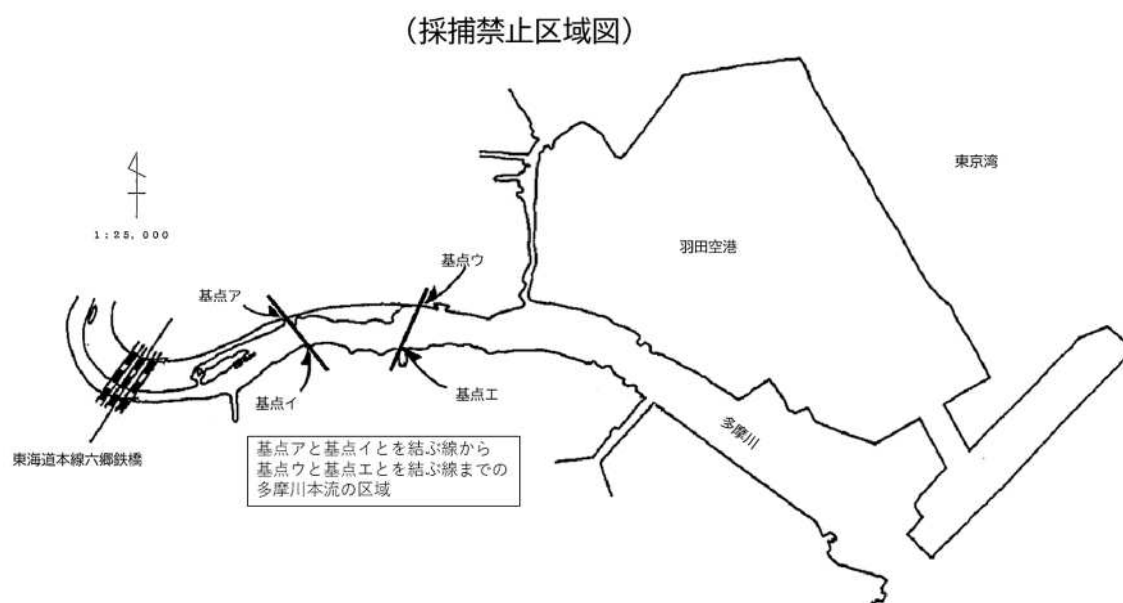 (採捕禁止区域図)
東京湾
1:25,000
羽田空港
基点ウ
基点ア
基点エ
基点イ
多摩川
東海道本線六郷鉄橋
基点アと基点イとを結ぶ線から
基点ウと基点エとを結ぶ線までの
多摩川本流の区域